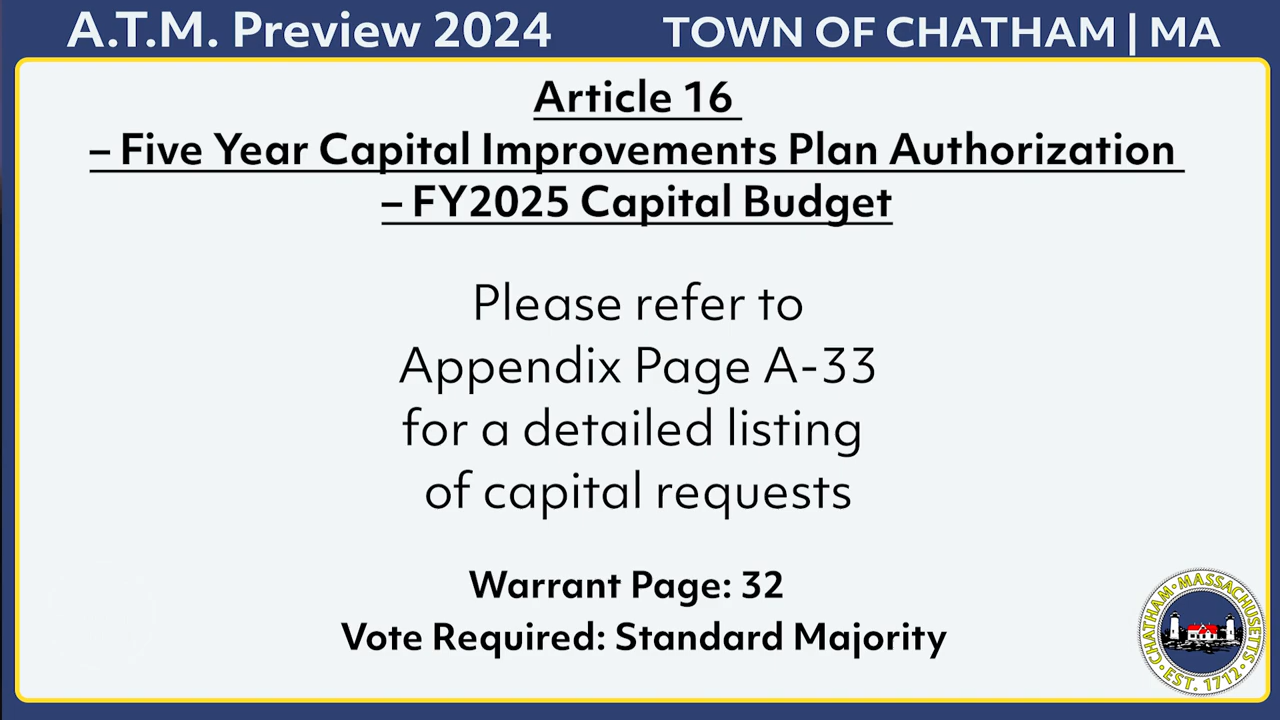 A.T.M. Preview 2024
TOWN OF CHATHAM | MA
Article 16
– Five Year Capital Improvements Plan Authorization
– FY2025 Capital Budget
Please refer to
Appendix Page A-33
for a detailed listing
of capital requests
Warrant Page: 32
Vote Required: Standard Majority
CHATHAM · MASSACHUSETTS
EST. 1712